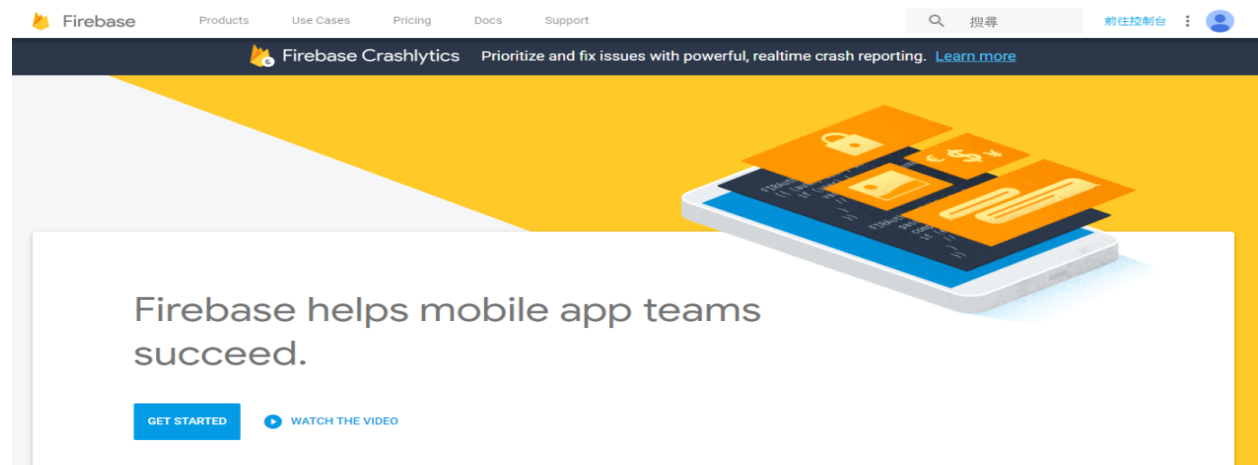 Firebase Products Use Cases Pricing Docs Support 搜尋 前往控制台
Firebase Crashlytics Prioritize and fix issues with powerful, realtime crash reporting. Learn more
€ $ ¥
Firebase helps mobile app teams
succeed.
GET STARTED WATCH THE VIDEO